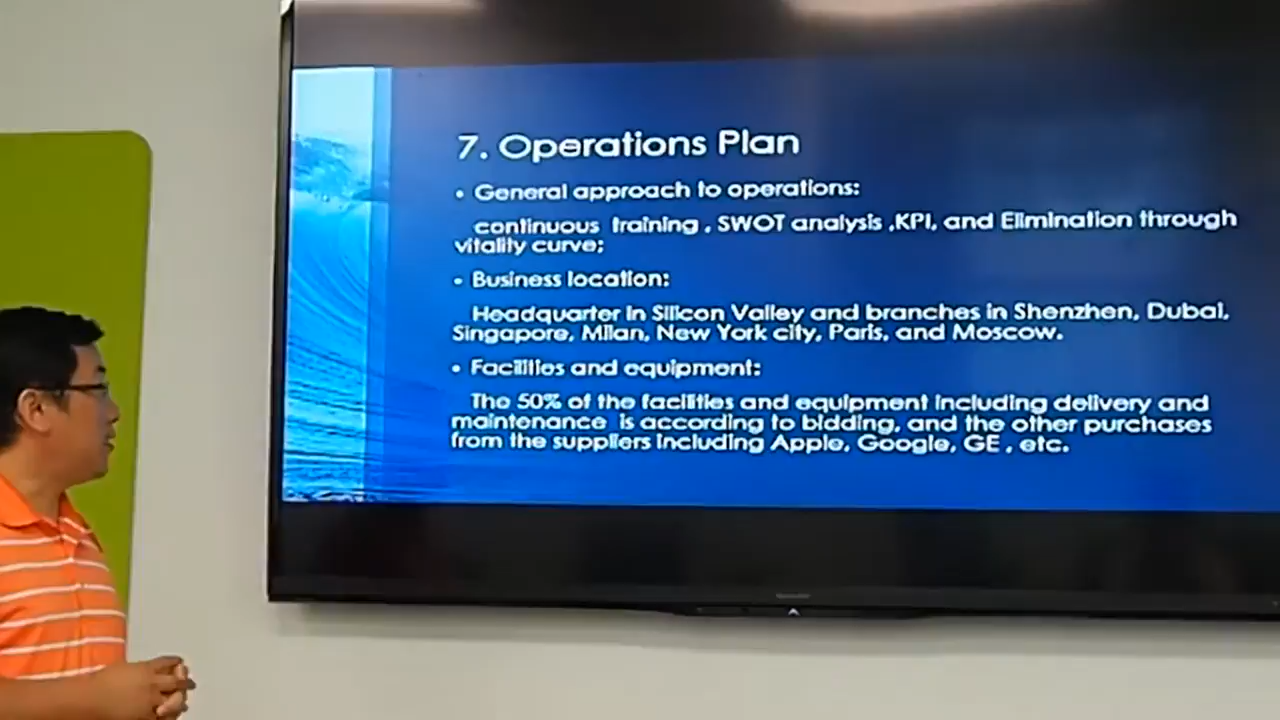 7. Operations Plan
• General approach to operations:
continuous training , SWOT analysis ,KPI, and Elimination through
vitality curve;
• Business location:
Headquarter in Silicon Valley and branches in Shenzhen, Dubai,
Singapore, Milan, New York city, Paris, and Moscow.
• Facilities and equipment:
The 50% of the facilities and equipment including delivery and
maintenance is according to bidding, and the other purchases
from the suppliers including Apple, Google, GE , etc.